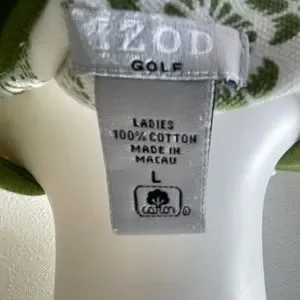 IZOD
GOLF
LADIES
100% COTTON
MADE IN
MACAU
L
cotton
®